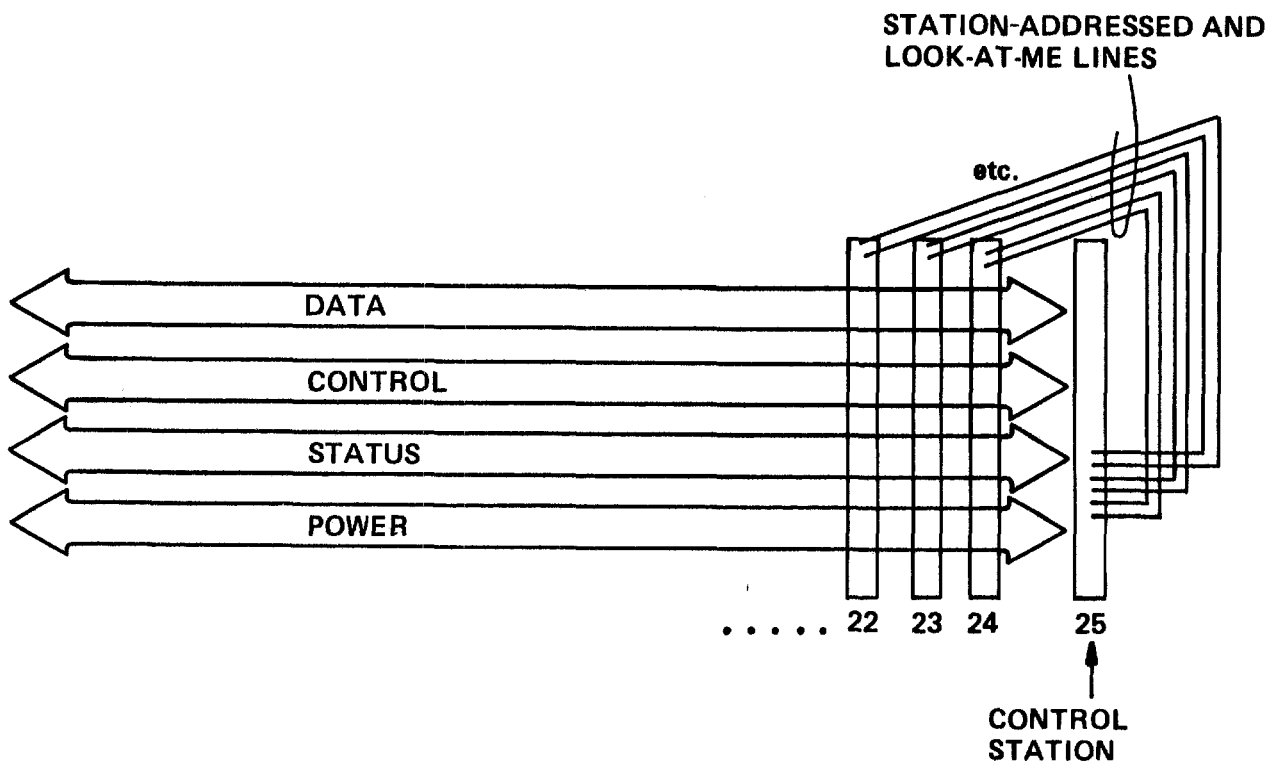 STATION-ADDRESSED AND
LOOK-AT-ME LINES
etc.
DATA
CONTROL
STATUS
POWER
..... 22 23 24 25
CONTROL
STATION